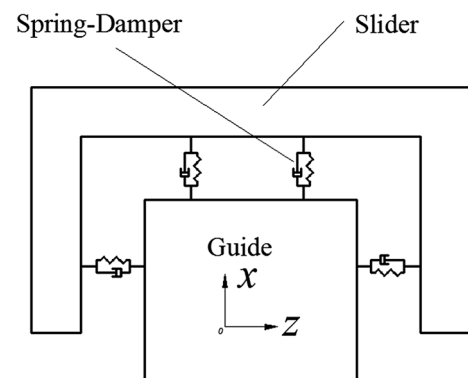 Spring-Damper
Slider
Guide
x
o
z